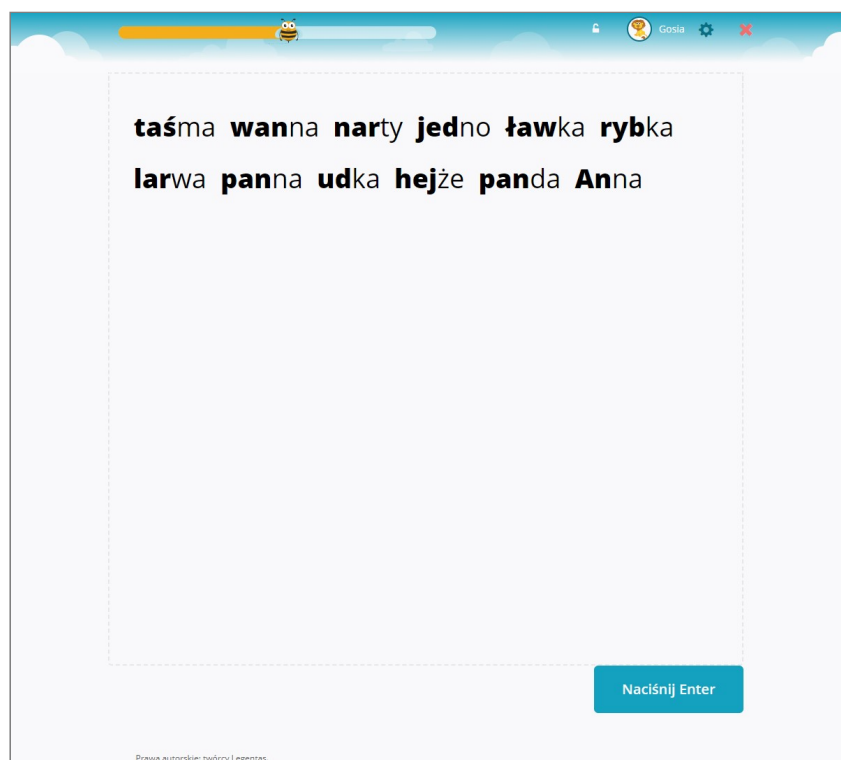 Gosia
taśma wanna narty jedno ławka rybka
larwa panna udka hejże panda Anna
Naciśnij Enter
Prawa autorskie: twórcy Legentas